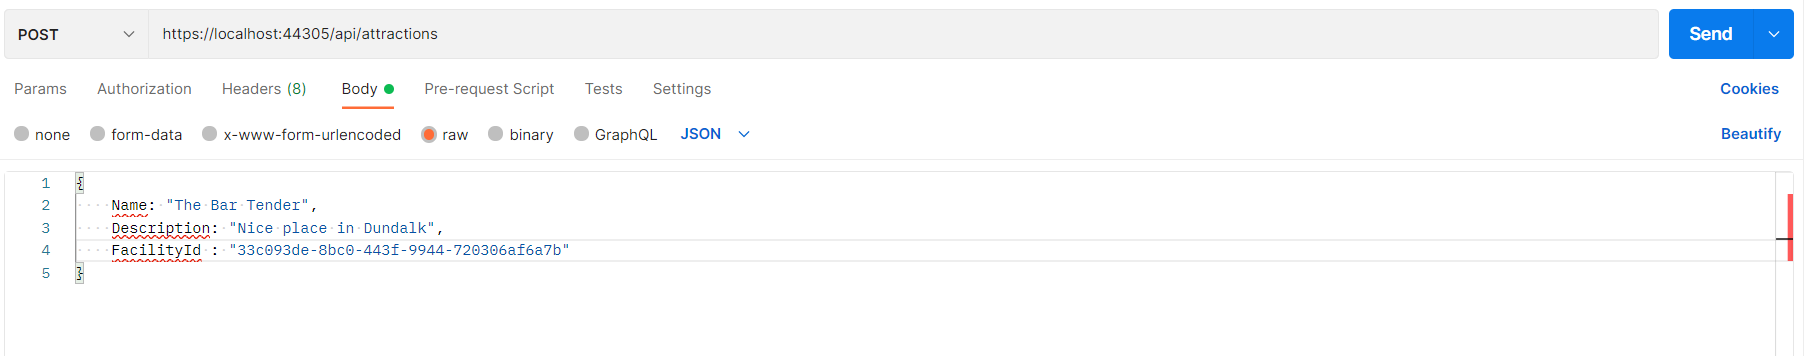 POST https://localhost:44305/api/attractions Send
Params Authorization Headers (8) Body Pre-request Script Tests Settings Cookies
none form-data x-www-form-urlencoded raw binary GraphQL JSON Beautify
1 {
2 Name: "The Bar Tender",
3 Description: "Nice place in Dundalk",
4 FacilityId : "33c093de-8bc0-443f-9944-720306af6a7b"
5 }